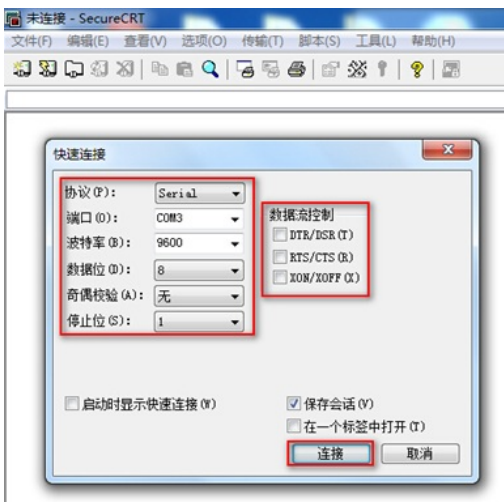 未连接 - SecureCRT
文件(F) 编辑(E) 查看(V) 选项(O) 传输(T) 脚本(S) 工具(L) 帮助(H)
快速连接
协议(P): Serial
端口(O): COM3
波特率(B): 9600
数据位(D): 8
奇偶校验(A): 无
停止位(S): 1
数据流控制
DTR/DSR(T)
RTS/CTS(R)
XON/XOFF(X)
启动时显示快速连接(W)
保存会话(V)
在一个标签中打开(T)
连接 取消